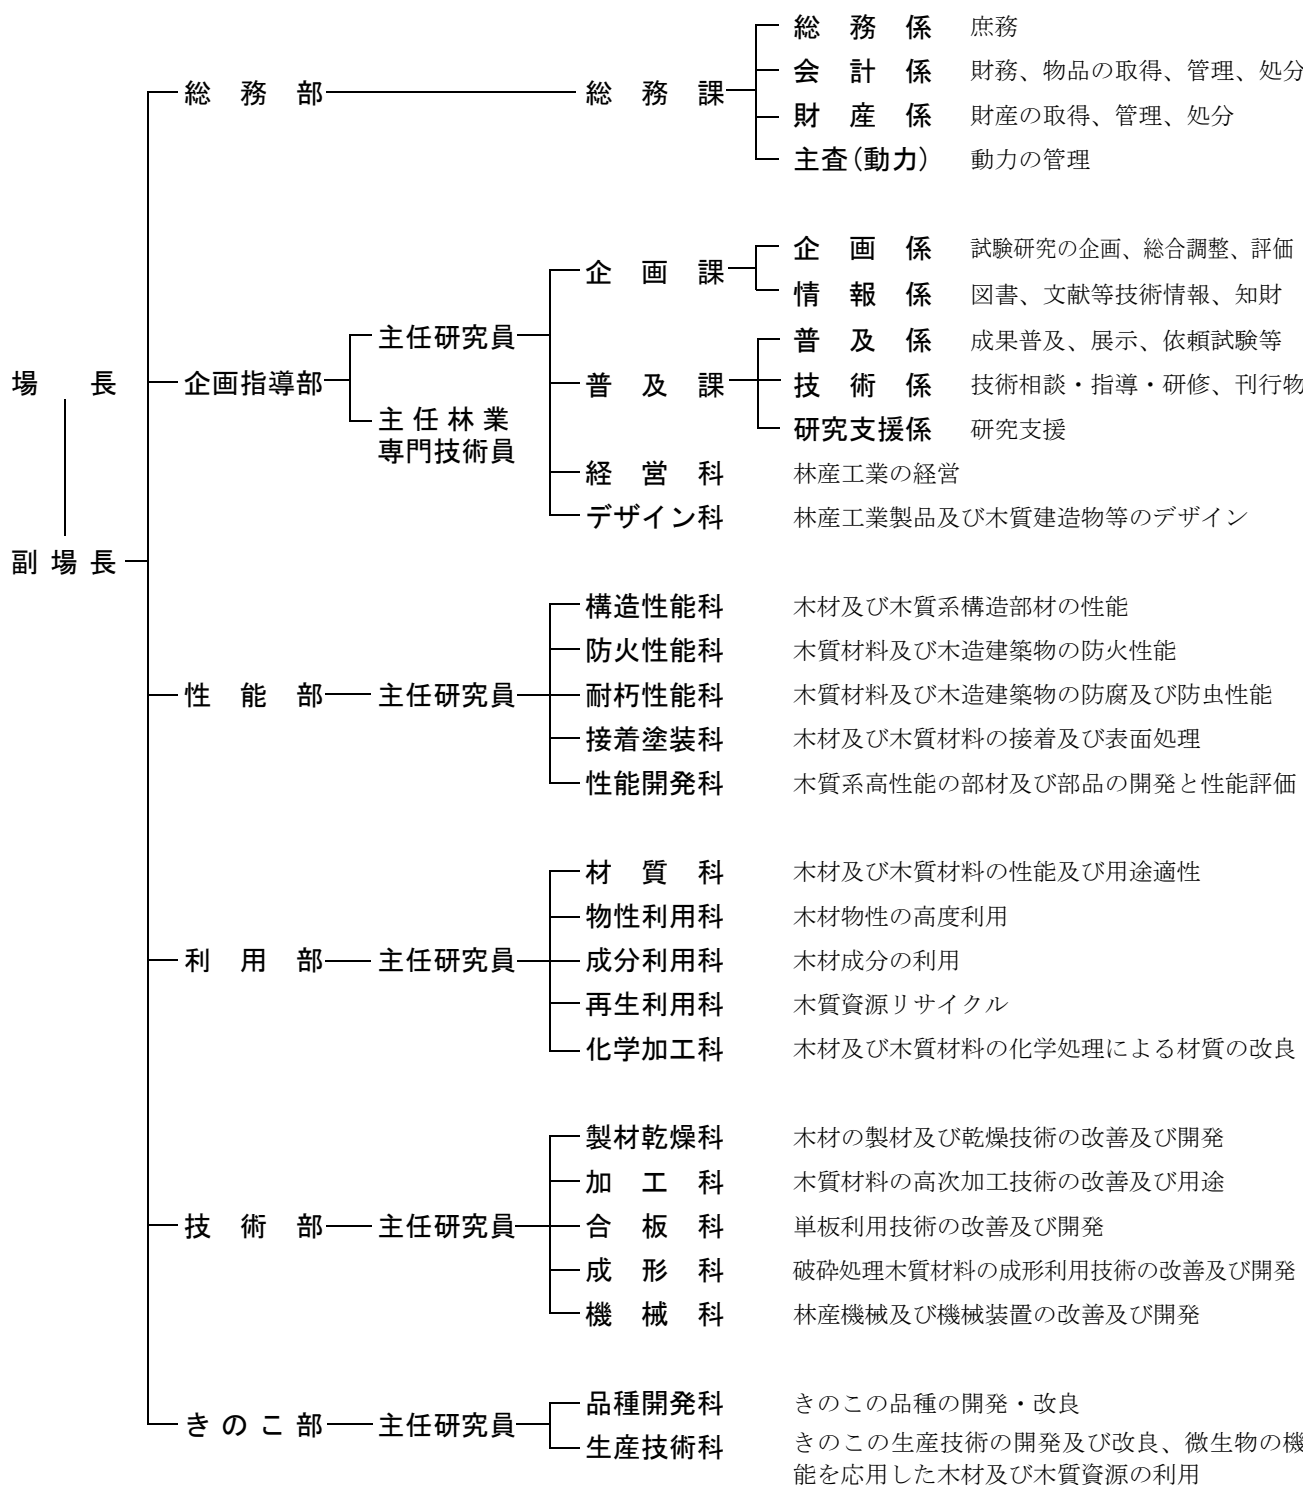 総務係 庶務
会計係 財務、物品の取得、管理、処分
総務部 総務課
財産係 財産の取得、管理、処分
主査(動力) 動力の管理
企画係 試験研究の企画、総合調整、評価
企画課
情報係 図書、文献等技術情報、知財
主任研究員
普及係 成果普及、展示、依頼試験等
場長 企画指導部 普及課 技術係 技術相談・指導・研修、刊行物
主任林業
専門技術員
研究支援係 研究支援
経営科 林産工業の経営
デザイン科 林産工業製品及び木質建造物等のデザイン
副場長
構造性能科 木材及び木質系構造部材の性能
防火性能科 木質材料及び木造建築物の防火性能
性能部 主任研究員 耐朽性能科 木質材料及び木造建築物の防腐及び防虫性能
接着塗装科 木材及び木質材料の接着及び表面処理
性能開発科 木質系高性能の部材及び部品の開発と性能評価
材質科 木材及び木質材料の性能及び用途適性
物性利用科 木材物性の高度利用
利用部 主任研究員 成分利用科 木材成分の利用
再生利用科 木質資源リサイクル
化学加工科 木材及び木質材料の化学処理による材質の改良
製材乾燥科 木材の製材及び乾燥技術の改善及び開発
加工科 木質材料の高次加工技術の改善及び用途
技術部 主任研究員 合板科 単板利用技術の改善及び開発
成形科 破砕処理木質材料の成形利用技術の改善及び開発
機械科 林産機械及び機械装置の改善及び開発
品種開発科 きのこの品種の開発・改良
きのこ部 主任研究員
生産技術科 きのこの生産技術の開発及び改良、微生物の機
能を応用した木材及び木質資源の利用